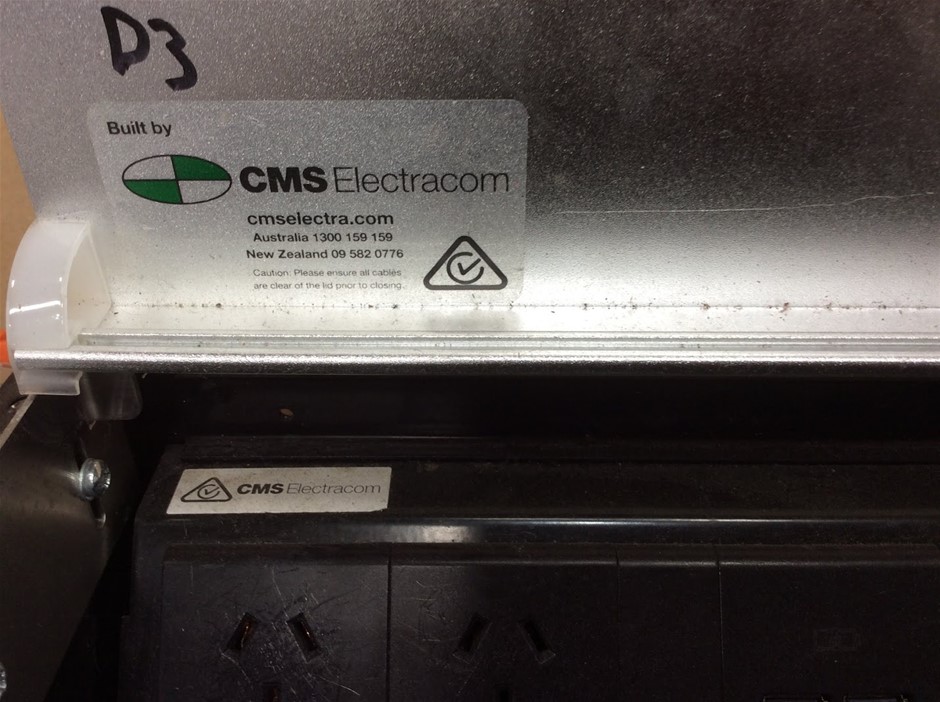 D3
Built by
CMS Electracom
cmselectra.com
Australia 1300 159 159
New Zealand 09 582 0776
Caution: Please ensure all cables
are clear of the lid prior to closing.
CMS Electracom